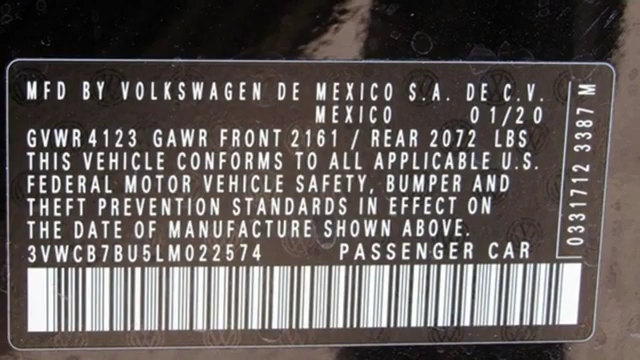 MFD BY VOLKSWAGEN DE MEXICO S.A. DE C.V.
MEXICO 01/20
GVWR 4123 GAWR FRONT 2161 / REAR 2072 LBS
THIS VEHICLE CONFORMS TO ALL APPLICABLE U.S.
FEDERAL MOTOR VEHICLE SAFETY, BUMPER AND
THEFT PREVENTION STANDARDS IN EFFECT ON
THE DATE OF MANUFACTURE SHOWN ABOVE.
3VWCB7BU5LM022574 PASSENGER CAR
0331712 3387 M